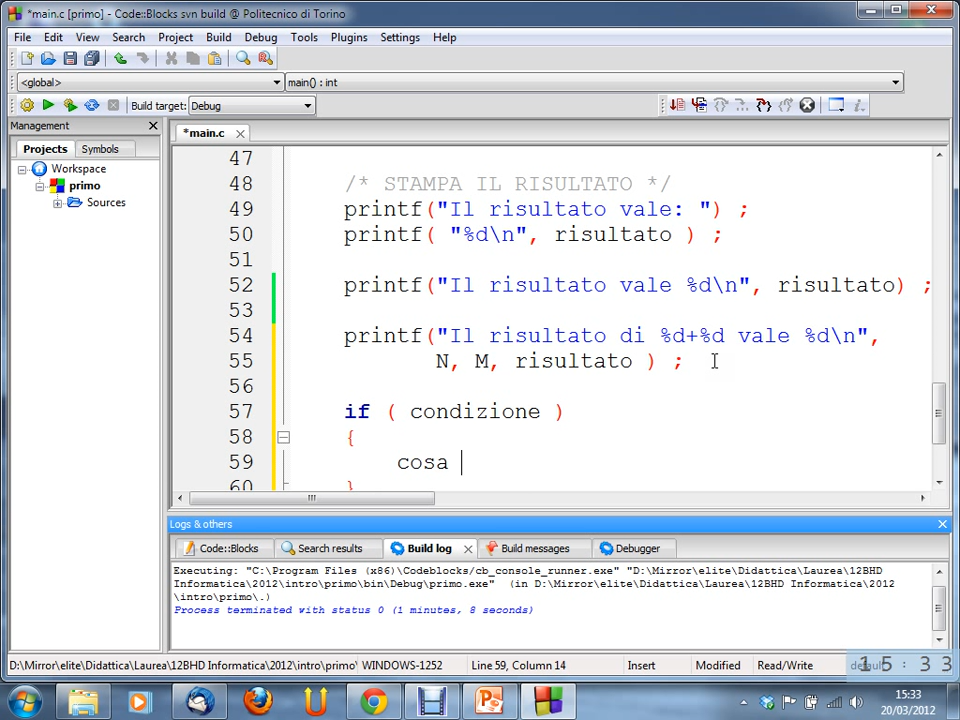 *main.c [primo] - Code::Blocks svn build @ Politecnico di Torino
File Edit View Search Project Build Debug Tools Plugins Settings Help
<global> main() : int
Build target: Debug
Management
*main.c
Projects Symbols
Workspace
primo
Sources
47
48 /* STAMPA IL RISULTATO */
49 printf("Il risultato vale: ") ;
50 printf( "%d\n", risultato ) ;
51
52 printf("Il risultato vale %d\n", risultato) ;
53
54 printf("Il risultato di %d+%d vale %d\n",
55 N, M, risultato ) ;
56
57 if ( condizione )
58 {
59 cosa
60 }
Logs & others
Code::Blocks Search results Build log Build messages Debugger
Executing: "C:\Program Files (x86)\Codeblocks/cb_console_runner.exe" "D:\Mirror\elite\Didattica\Laurea\12BHD
Informatica\2012\intro\primo\bin\Debug\primo.exe" (in D:\Mirror\elite\Didattica\Laurea\12BHD Informatica\2012
\intro\primo\.)
Process terminated with status 0 (1 minutes, 8 seconds)
D:\Mirror\elite\Didattica\Laurea\12BHD Informatica\2012\intro\primo\ WINDOWS-1252 Line 59, Column 14 Insert Modified Read/Write default
15:33
15:33
20/03/2012